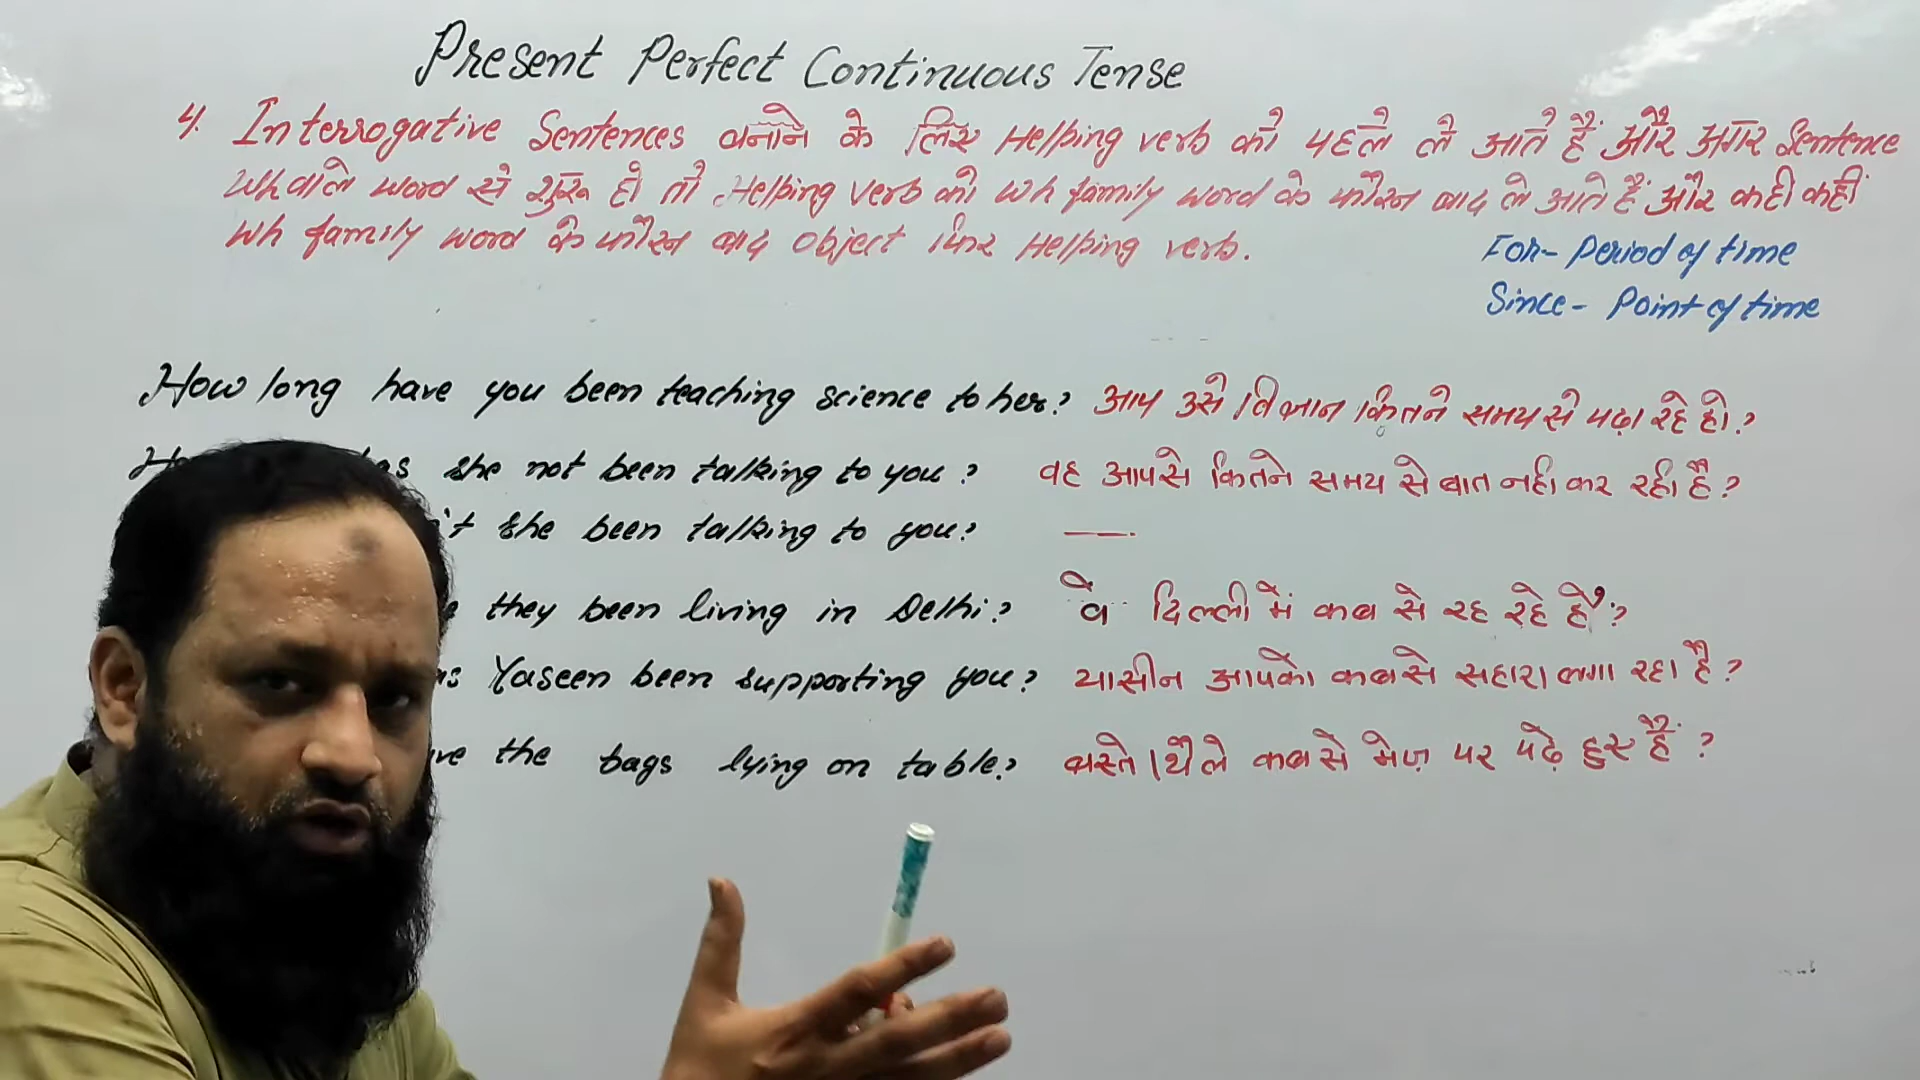 Present Perfect Continuous Tense
4. Interrogative Sentences बनाने के लिए Helping verb को पहले ले आते हैं और अगर Sentence
Wh वाले word से शुरू हो तो Helping verb को Wh family word के फौरन बाद ले आते हैं और कहीं कहीं
Wh family word के फौरन बाद Object फिर Helping verb.
For- Period of time
Since- Point of time
How long have you been teaching science to her? आप उसे विज्ञान कितने समय से पढ़ा रहे हो?
she not been talking to you? वह आपसे कितने समय से बात नहीं कर रही है?
she been talking to you?
they been living in Delhi? वे दिल्ली में कब से रह रहे हैं?
Yaseen been supporting you? यासीन आपको कब से सहारा लगा रहा है?
the bags lying on table? बस्ते/थैले कब से मेज़ पर पढ़े हुए हैं?